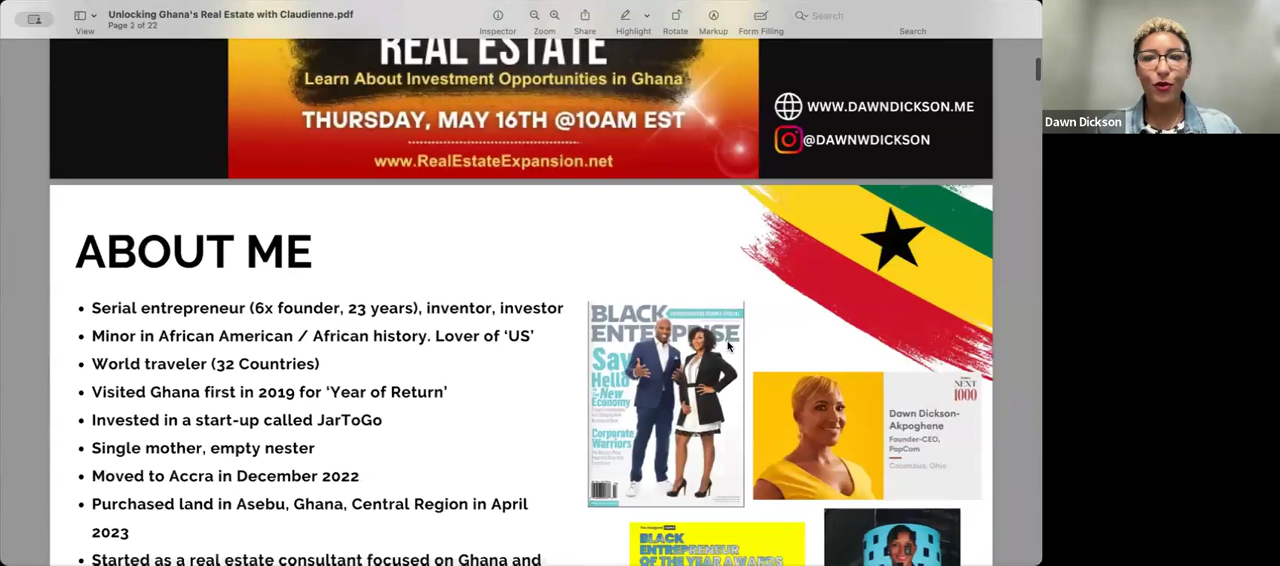 Unlocking Ghana's Real Estate with Claudienne.pdf
Page 2 of 22
View
Inspector
Zoom
Share
Highlight
Rotate
Markup
Form Filling
Search
Search
REAL ESTATE
Learn About Investment Opportunities in Ghana
THURSDAY, MAY 16TH @10AM EST
www.RealEstateExpansion.net
WWW.DAWNDICKSON.ME
@DAWNWDICKSON
Dawn Dickson
ABOUT ME
• Serial entrepreneur (6x founder, 23 years), inventor, investor
• Minor in African American / African history. Lover of ‘US’
• World traveler (32 Countries)
• Visited Ghana first in 2019 for ‘Year of Return’
• Invested in a start-up called JarToGo
• Single mother, empty nester
• Moved to Accra in December 2022
• Purchased land in Asebu, Ghana, Central Region in April
2023
• Started as a real estate consultant focused on Ghana and
BLACK
ENTERPRISE
Say
Hello
to the New
Economy
Corporate
Warriors
NEXT
1000
Dawn Dickson-
Akpoghene
Founder-CEO,
PopCom
Columbus, Ohio
BLACK
ENTREPRENEUR
OF THE YEAR AWARDS